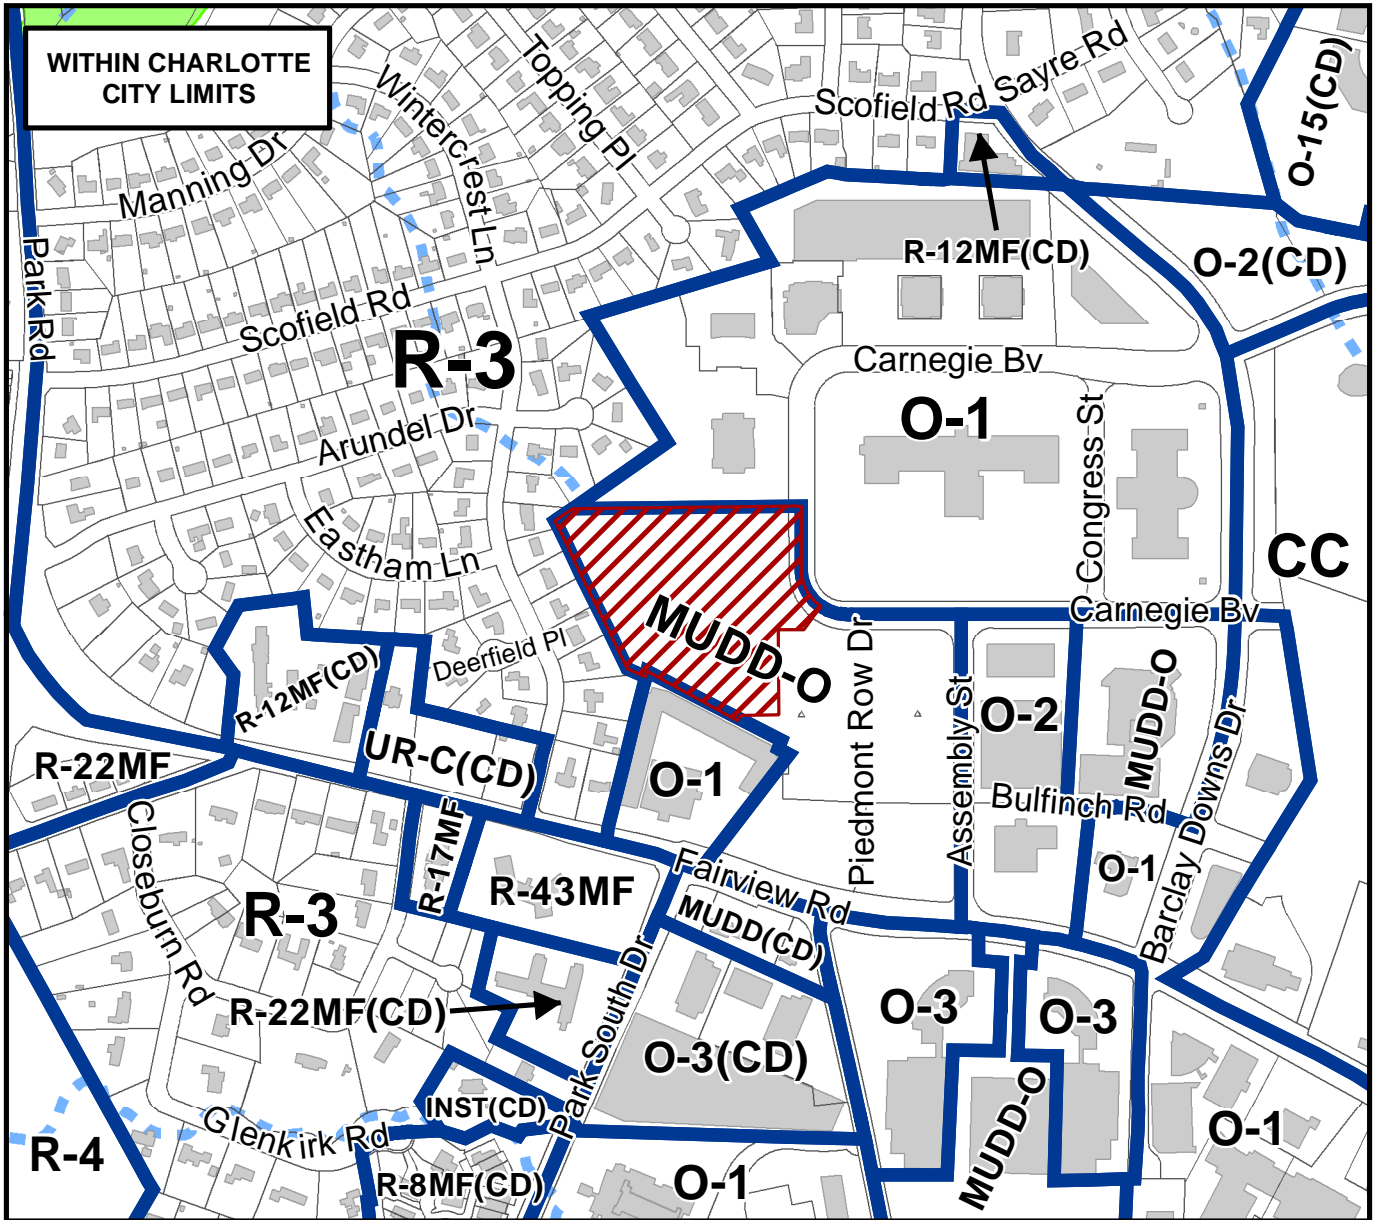 WITHIN CHARLOTTE
CITY LIMITS
Topping Pl
Wintercrest Ln
Scofield Rd
Sayre Rd
O-15(CD)
Manning Dr
Park Rd
R-12MF(CD)
O-2(CD)
Scofield Rd
R-3
Carnegie Bv
O-1
Congress St
Arundel Dr
Eastham Ln
CC
MUDD-O
Carnegie Bv
Deerfield Pl
R-12MF(CD)
Piedmont Row Dr
Assembly St
O-2
MUDD-O
Barclay Downs Dr
R-22MF
UR-C(CD)
O-1
Bulfinch Rd
Closeburn Rd
R-17MF
R-43MF
Fairview Rd
O-1
R-3
MUDD(CD)
R-22MF(CD)
Park South Dr
O-3
O-3
O-3(CD)
INST(CD)
MUDD-O
Glenkirk Rd
O-1
R-4
R-8MF(CD)
O-1